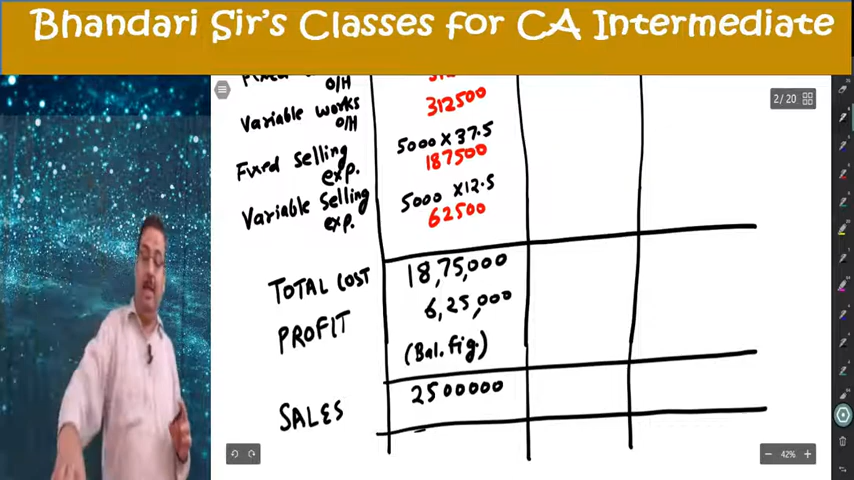 Bhandari Sir's Classes for CA Intermediate
2/20
O/H
Variable works
O/H
312500
Fixed Selling
exp.
5000 X 37.5
187500
Variable Selling
exp.
5000 X12.5
62500
TOTAL COST 18,75,000
PROFIT 6,25,000
(Bal. fig.)
SALES 2500000
42%